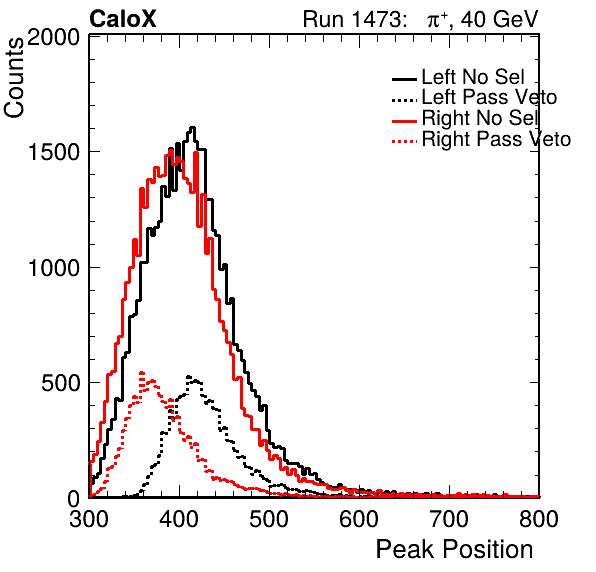 CaloX Run 1473: π⁺, 40 GeV
Counts
2000
1500
1000
500
0
Left No Sel
Left Pass Veto
Right No Sel
Right Pass Veto
300 400 500 600 700 800
Peak Position